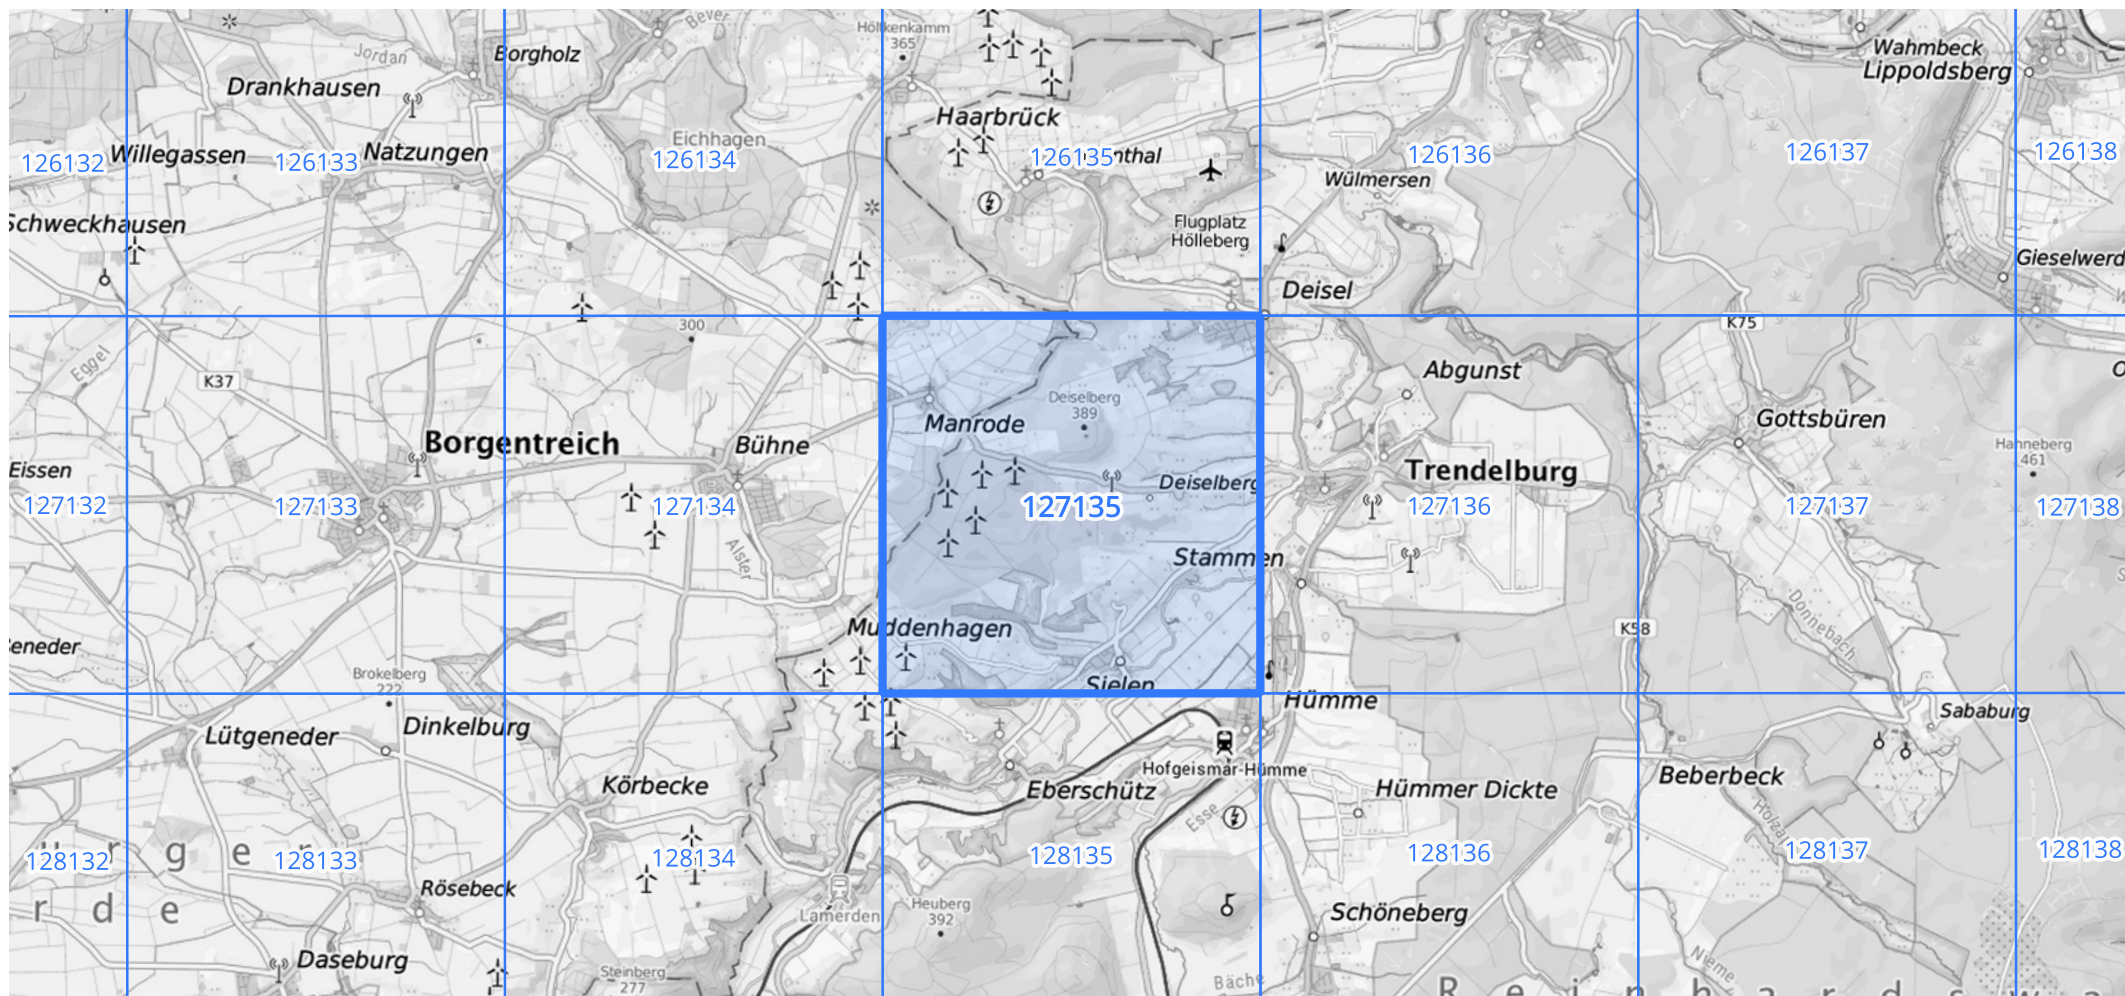 Höllkenkamm
365
Bever
Borgholz
Jordan
Wahmbeck
Lippoldsberg
Drankhausen
Haarbrück
Eichhagen
Willegassen
Natzungen
126132
126133
126134
126135
nthal
126136
126137
126138
Wülmersen
Schweckhausen
Flugplatz
Hölleberg
Gieselwerd
Deisel
300
K75
Eggel
K37
Abgunst
Deiselberg
389
Manrode
Gottsbüren
Borgentreich
Bühne
Hanneberg
461
Eissen
Deiselberg
Trendelburg
127132
127133
127134
127135
127136
127137
127138
Alster
Stammen
Donnebach
Muddenhagen
K58
eneder
Brokelberg
222
Sielen
Hümme
Lütgeneder
Dinkelburg
Sababurg
Hofgeismar-Hümme
Körbecke
Eberschütz
Hümmer Dickte
Beberbeck
Esse
Holza
r g e r
128132
128133
128134
128135
128136
128137
128138
r d e
Rösebeck
Lamerden
Heuberg
392
Schöneberg
Daseburg
Steinberg
277
Bäche
Nieme
R e i n h a r d s w a